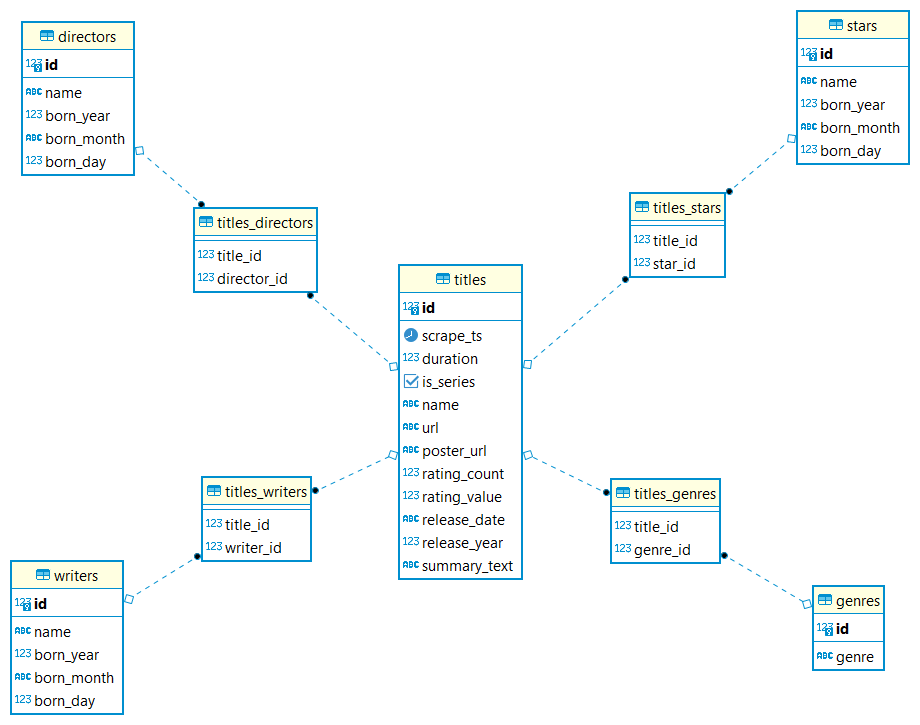 directors
123 id
ABC name
123 born_year
ABC born_month
123 born_day
stars
123 id
ABC name
123 born_year
ABC born_month
123 born_day
titles_directors
123 title_id
123 director_id
titles_stars
123 title_id
123 star_id
titles
123 id
scrape_ts
123 duration
is_series
ABC name
ABC url
ABC poster_url
123 rating_count
123 rating_value
ABC release_date
123 release_year
ABC summary_text
titles_writers
123 title_id
123 writer_id
titles_genres
123 title_id
123 genre_id
writers
123 id
ABC name
123 born_year
ABC born_month
123 born_day
genres
123 id
ABC genre